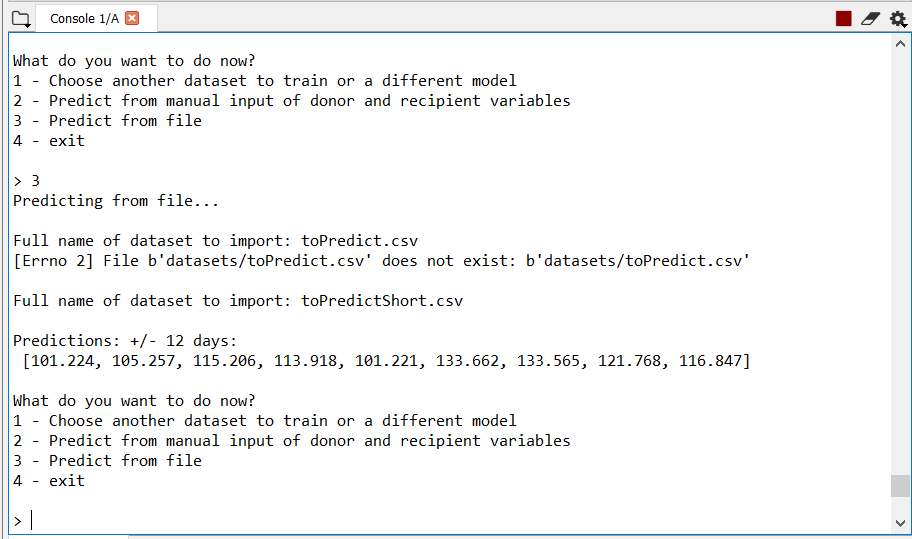 Console 1/A
What do you want to do now?
1 - Choose another dataset to train or a different model
2 - Predict from manual input of donor and recipient variables
3 - Predict from file
4 - exit
> 3
Predicting from file...
Full name of dataset to import: toPredict.csv
[Errno 2] File b'datasets/toPredict.csv' does not exist: b'datasets/toPredict.csv'
Full name of dataset to import: toPredictShort.csv
Predictions: +/- 12 days:
[101.224, 105.257, 115.206, 113.918, 101.221, 133.662, 133.565, 121.768, 116.847]
What do you want to do now?
1 - Choose another dataset to train or a different model
2 - Predict from manual input of donor and recipient variables
3 - Predict from file
4 - exit
>